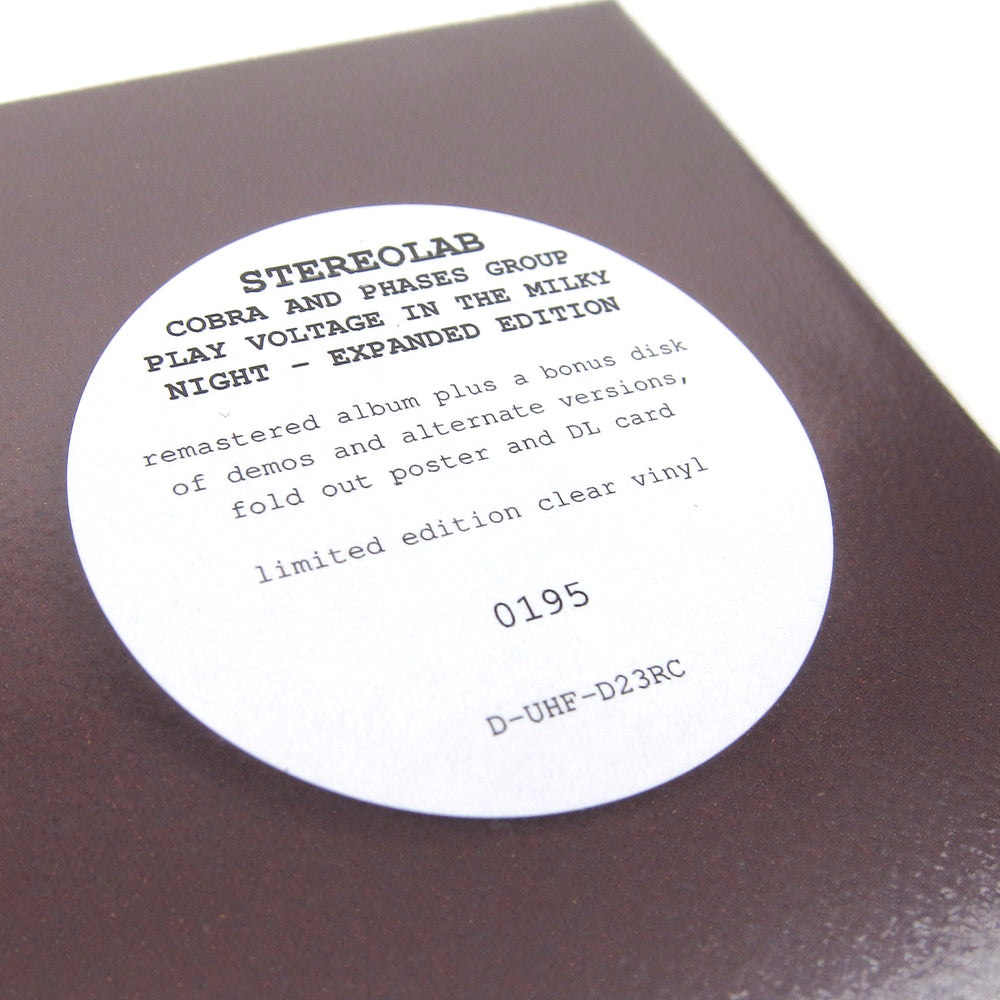 STEREOLAB
COBRA AND PHASES GROUP
PLAY VOLTAGE IN THE MILKY
NIGHT - EXPANDED EDITION
remastered album plus a bonus disk
of demos and alternate versions,
fold out poster and DL card
limited edition clear vinyl
0195
D-UHF-D23RC